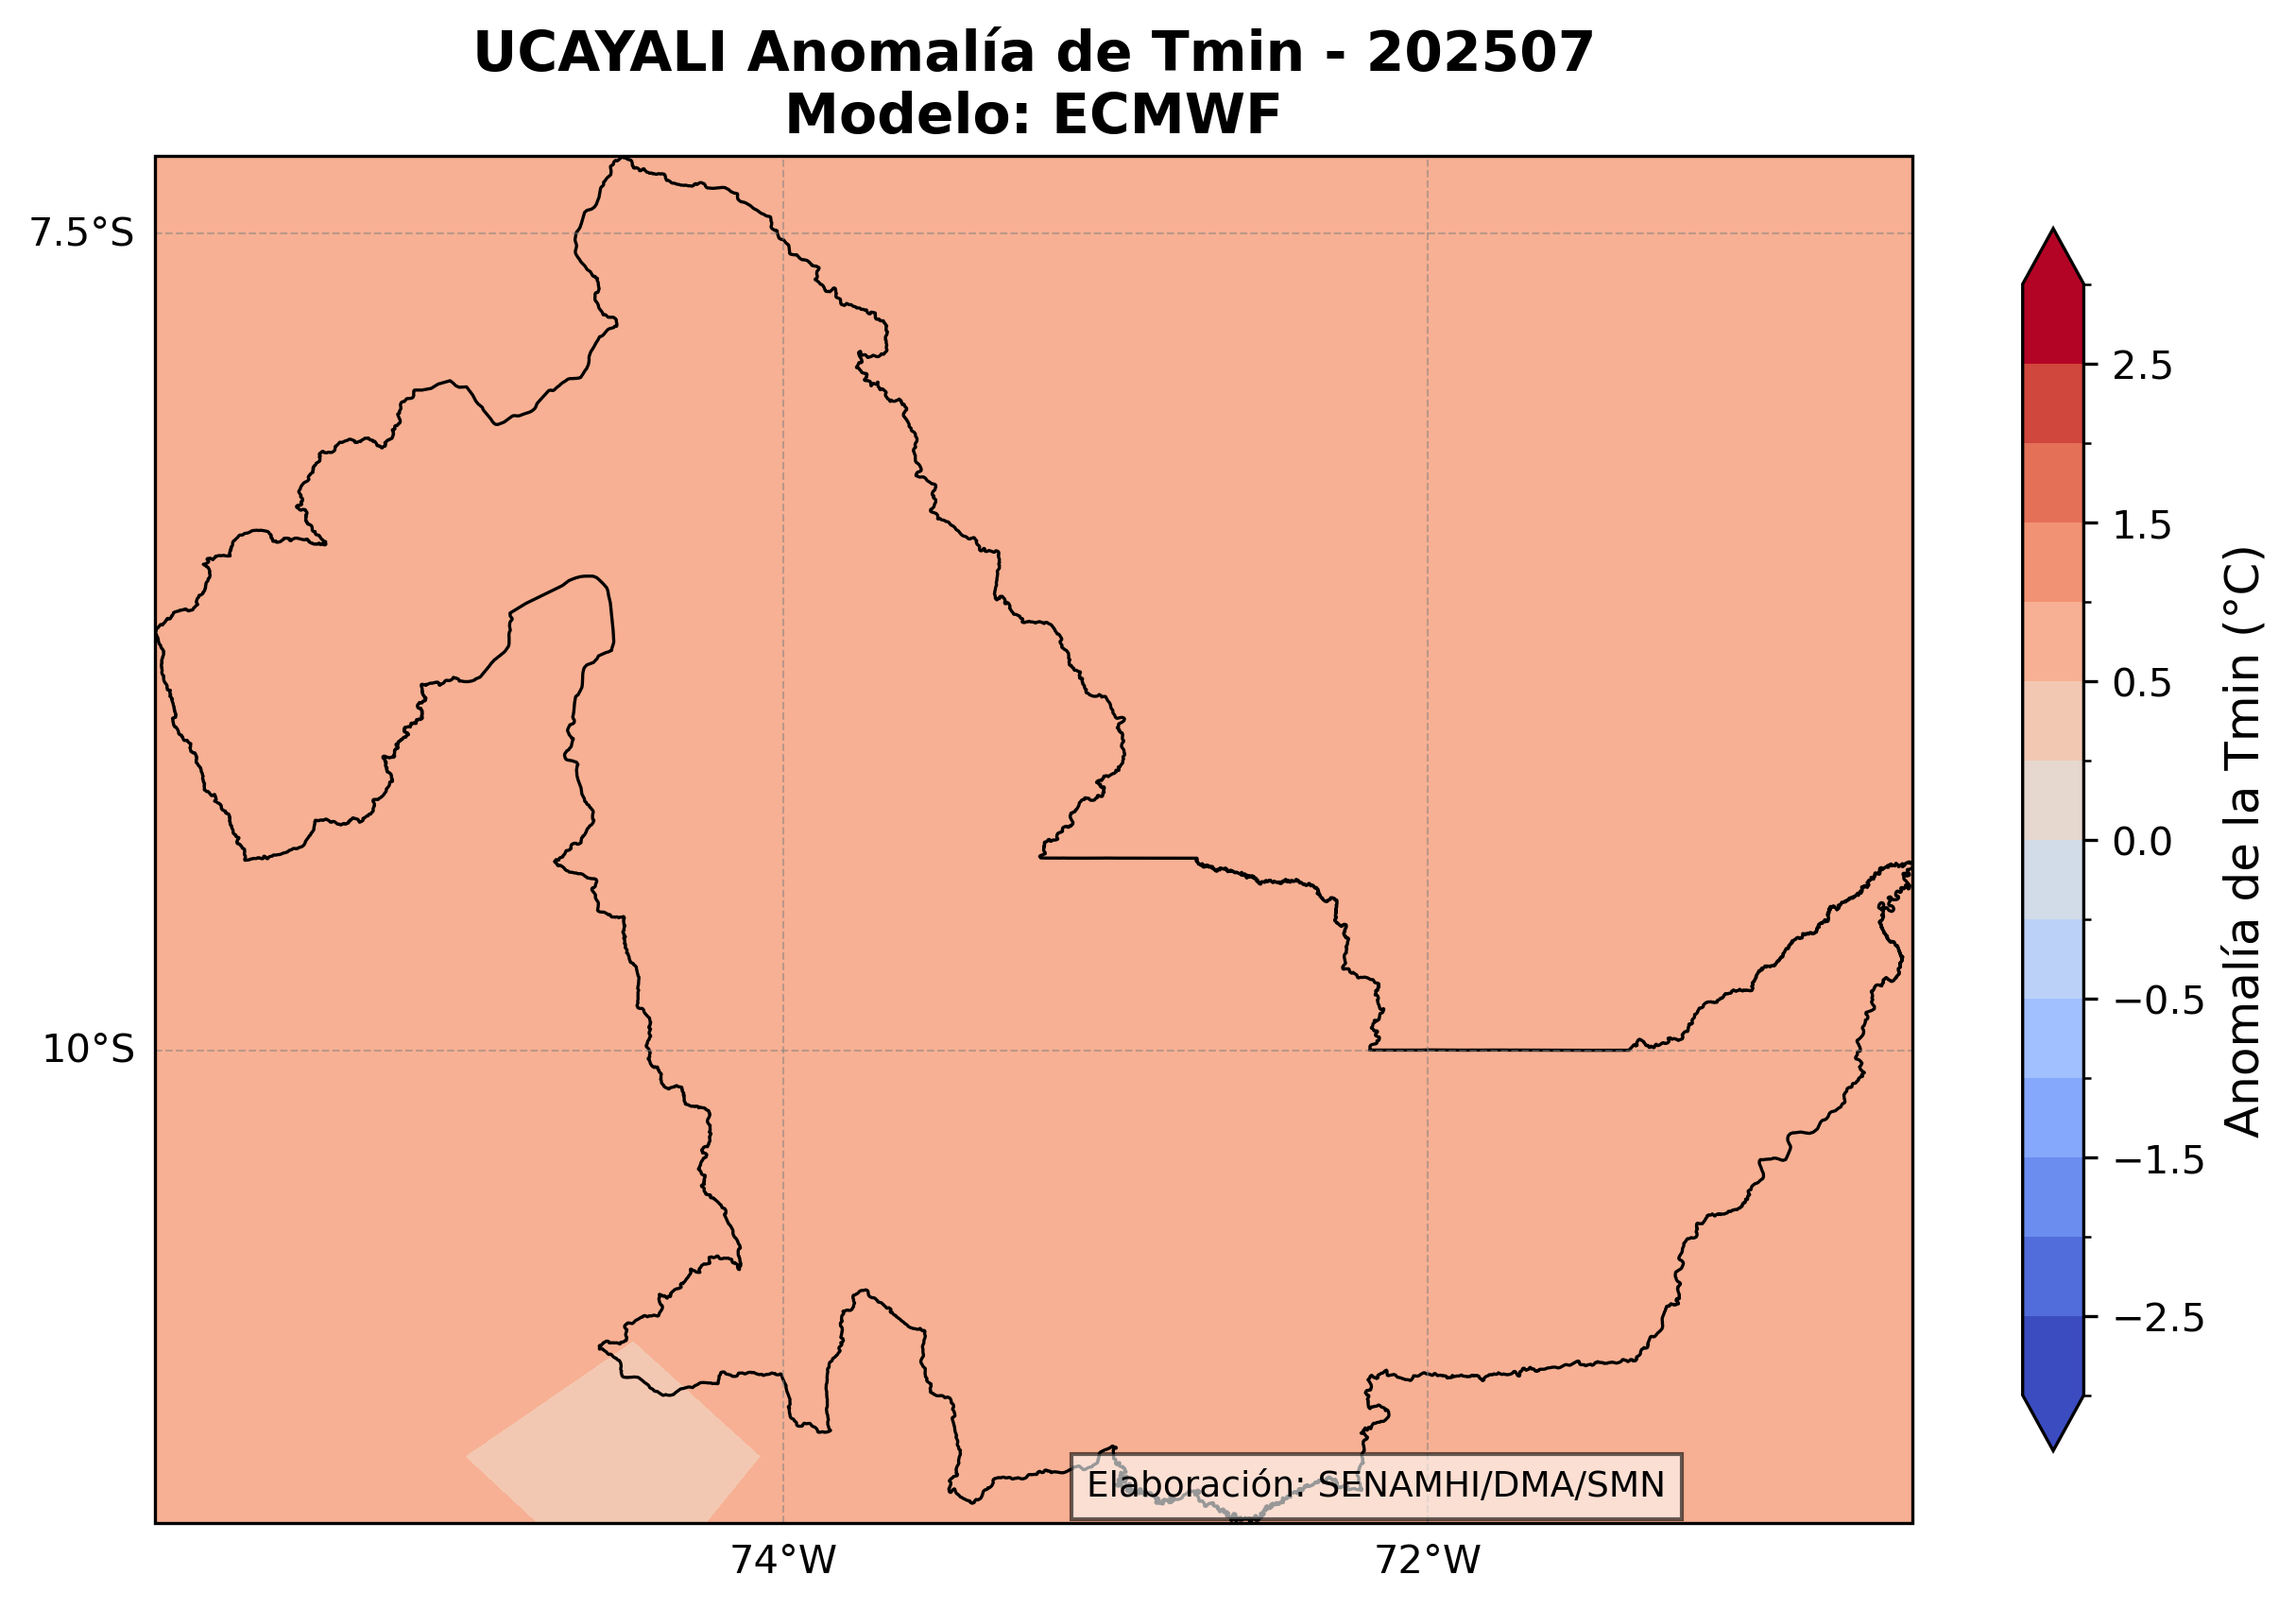 UCAYALI Anomalía de Tmin - 202507
Modelo: ECMWF
7.5°S
10°S
74°W
72°W
2.5
1.5
0.5
0.0
−0.5
−1.5
−2.5
Anomalía de la Tmin (°C)
Elaboración: SENAMHI/DMA/SMN